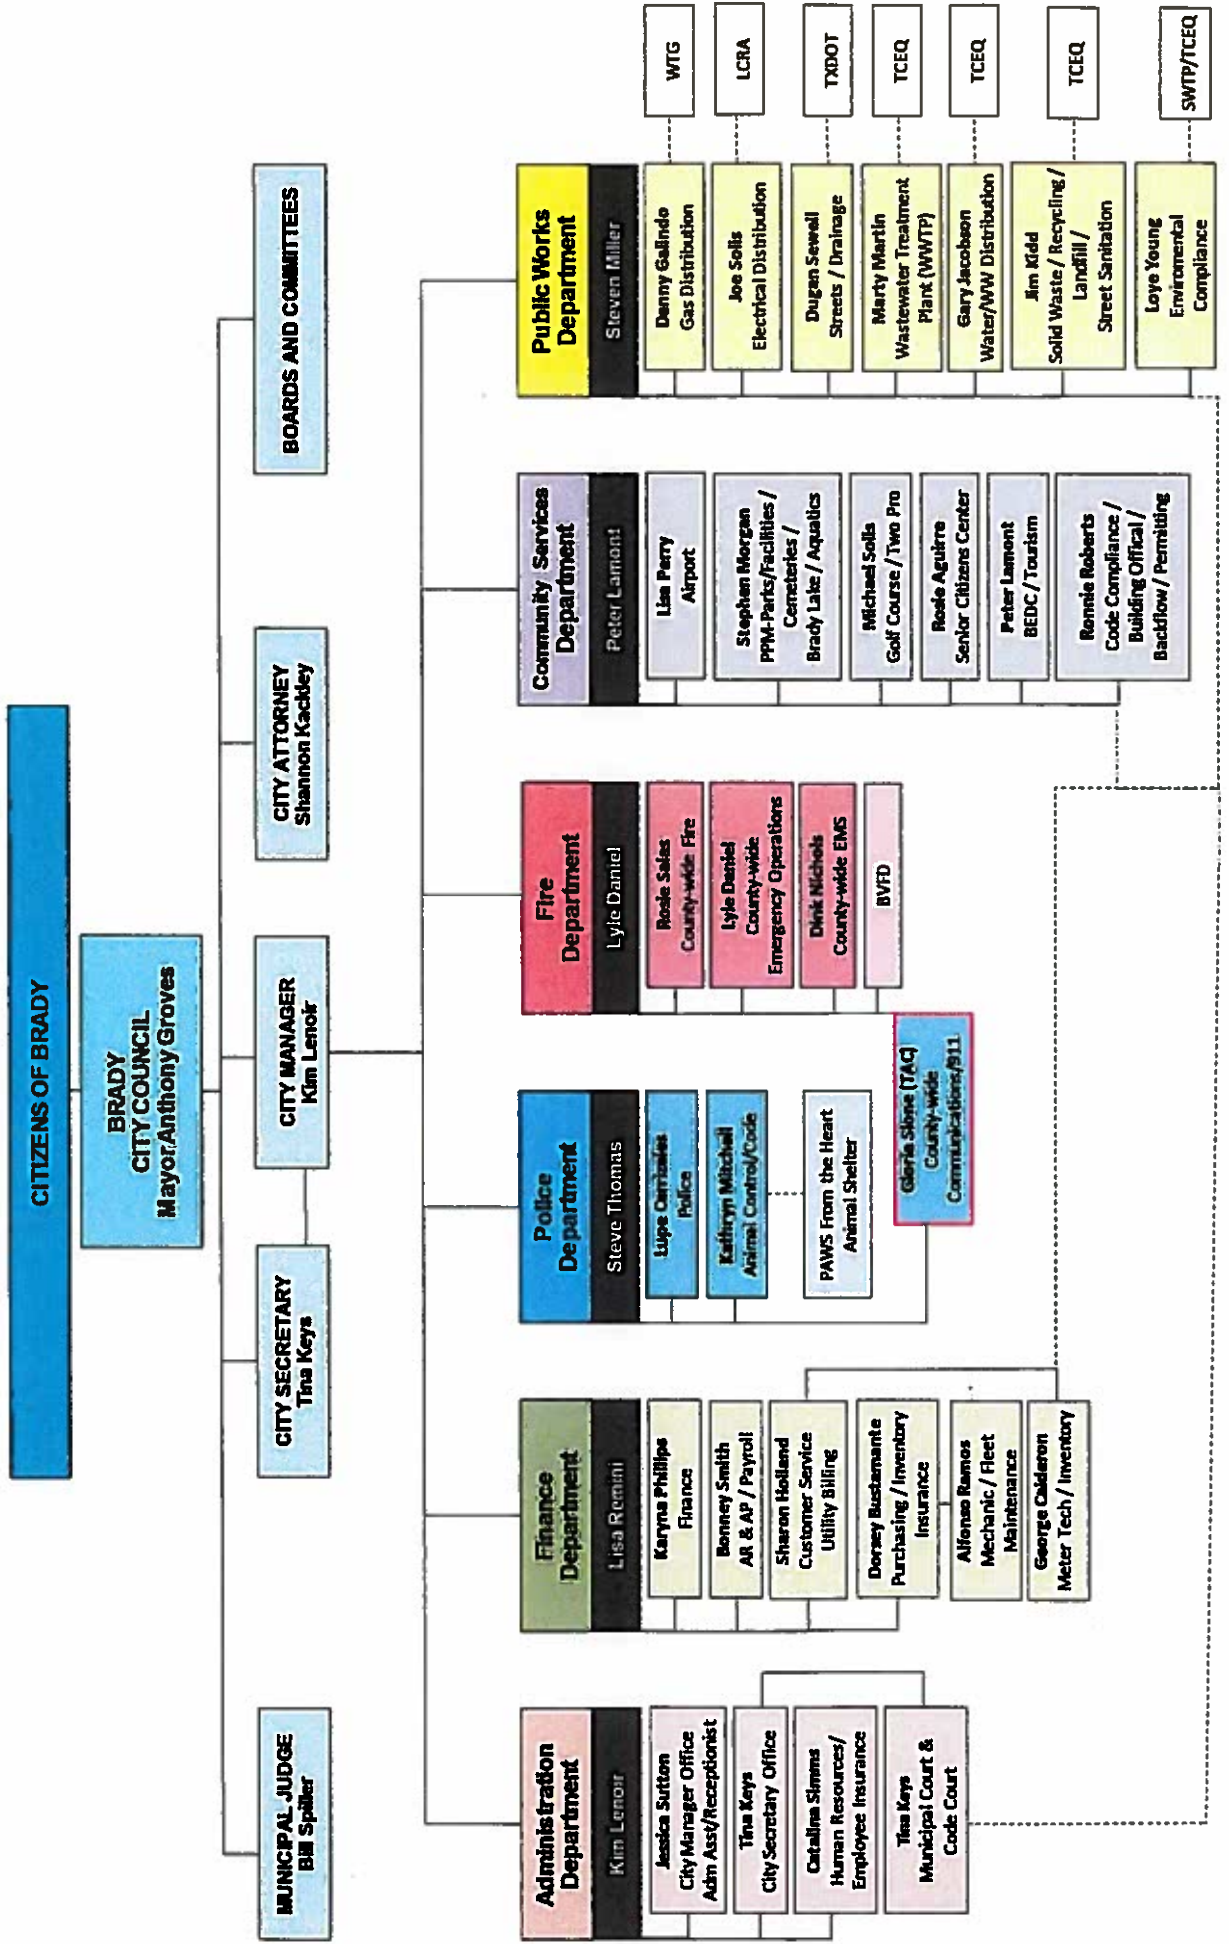 CITIZENS OF BRADY
BRADY
CITY COUNCIL
Mayor Anthony Groves
MUNICIPAL JUDGE
Bill Spiller
CITY SECRETARY
Tina Keys
CITY MANAGER
Kim Lenoir
CITY ATTORNEY
Shannon Kackley
BOARDS AND COMMITTEES
Administration
Department
Kim Lenoir
Jessica Sutton
City Manager Office
Adm Asst/Receptionist
Tina Keys
City Secretary Office
Catalina Simms
Human Resources/
Employee Insurance
Tina Keys
Municipal Court &
Code Court
Finance
Department
Lisa Remini
Karyna Phillips
Finance
Bonney Smith
AR & AP / Payroll
Sharon Holland
Customer Service
Utility Billing
Dorsey Bustamante
Purchasing / Inventory
Insurance
Alfonso Ramos
Mechanic / Fleet
Maintenance
George Calderon
Meter Tech / Inventory
Police
Department
Steve Thomas
Lupe Carrizales
Police
Kathryn Mitchell
Animal Control/Code
PAWS From the Heart
Animal Shelter
Gloria Slone (TAC)
County-wide
Communications/911
Fire
Department
Lyle Daniel
Rosie Salas
County-wide Fire
Lyle Daniel
County-wide
Emergency Operations
Dink Nichols
County-wide EMS
BVFD
Community Services
Department
Peter Lamont
Lisa Perry
Airport
Stephen Morgan
PPM-Parks/Facilities /
Cemeteries /
Brady Lake / Aquatics
Michael Solis
Golf Course / Two Pro
Rosie Aguirre
Senior Citizens Center
Peter Lamont
BEDC / Tourism
Ronnie Roberts
Code Compliance /
Building Offical /
Backflow / Permitting
Public Works
Department
Steven Miller
Danny Galindo
Gas Distribution
Joe Solis
Electrical Distribution
Dugan Sewell
Streets / Drainage
Marty Martin
Wastewater Treatment
Plant (WWTP)
Gary Jacobson
Water/WW Distribution
Jim Kidd
Solid Waste / Recycling /
Landfill /
Street Sanitation
Loye Young
Enviromental
Compliance
WTG
LCRA
TXDOT
TCEQ
TCEQ
TCEQ
SWTP/TCEQ